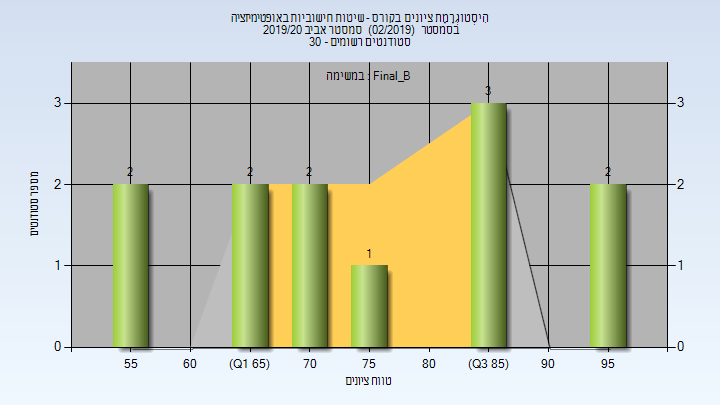 היסטוגרמת ציונים בקורס - שיטות חישוביות באופטימיזציה
בסמסטר (02/2019) סמסטר אביב 2019/20
סטודנטים רשומים - 30
במשימה : Final_B
מספר סטודנטים
3
2
1
0
2
2
2
1
3
2
3
2
1
0
55
60
(Q1 65)
70
75
80
(Q3 85)
90
95
טווח ציונים